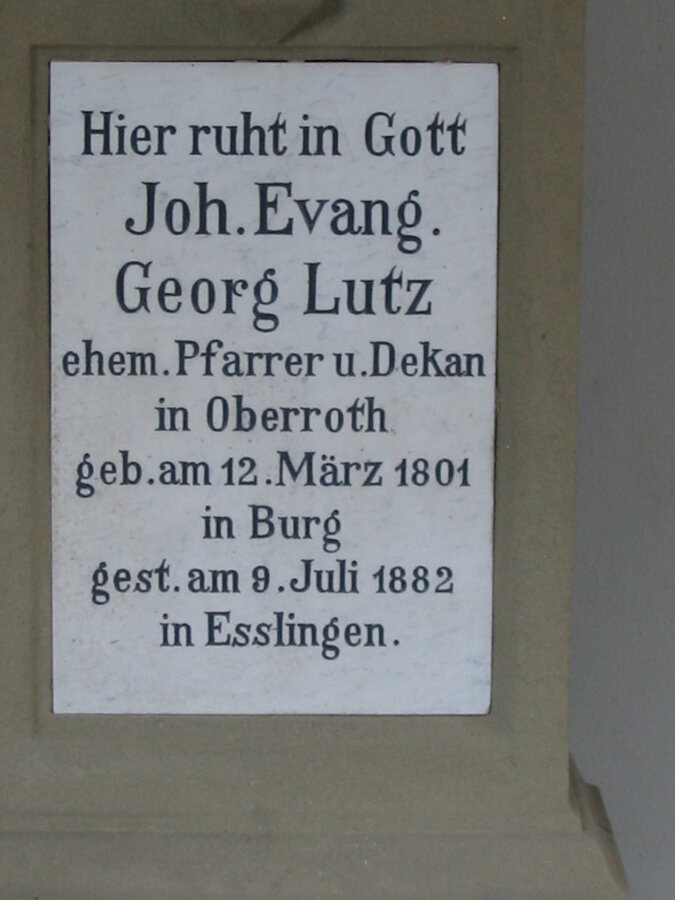 Hier ruht in Gott
Joh. Evang.
Georg Lutz
ehem. Pfarrer u. Dekan
in Oberroth
geb. am 12. März 1801
in Burg
gest. am 9. Juli 1882
in Esslingen.